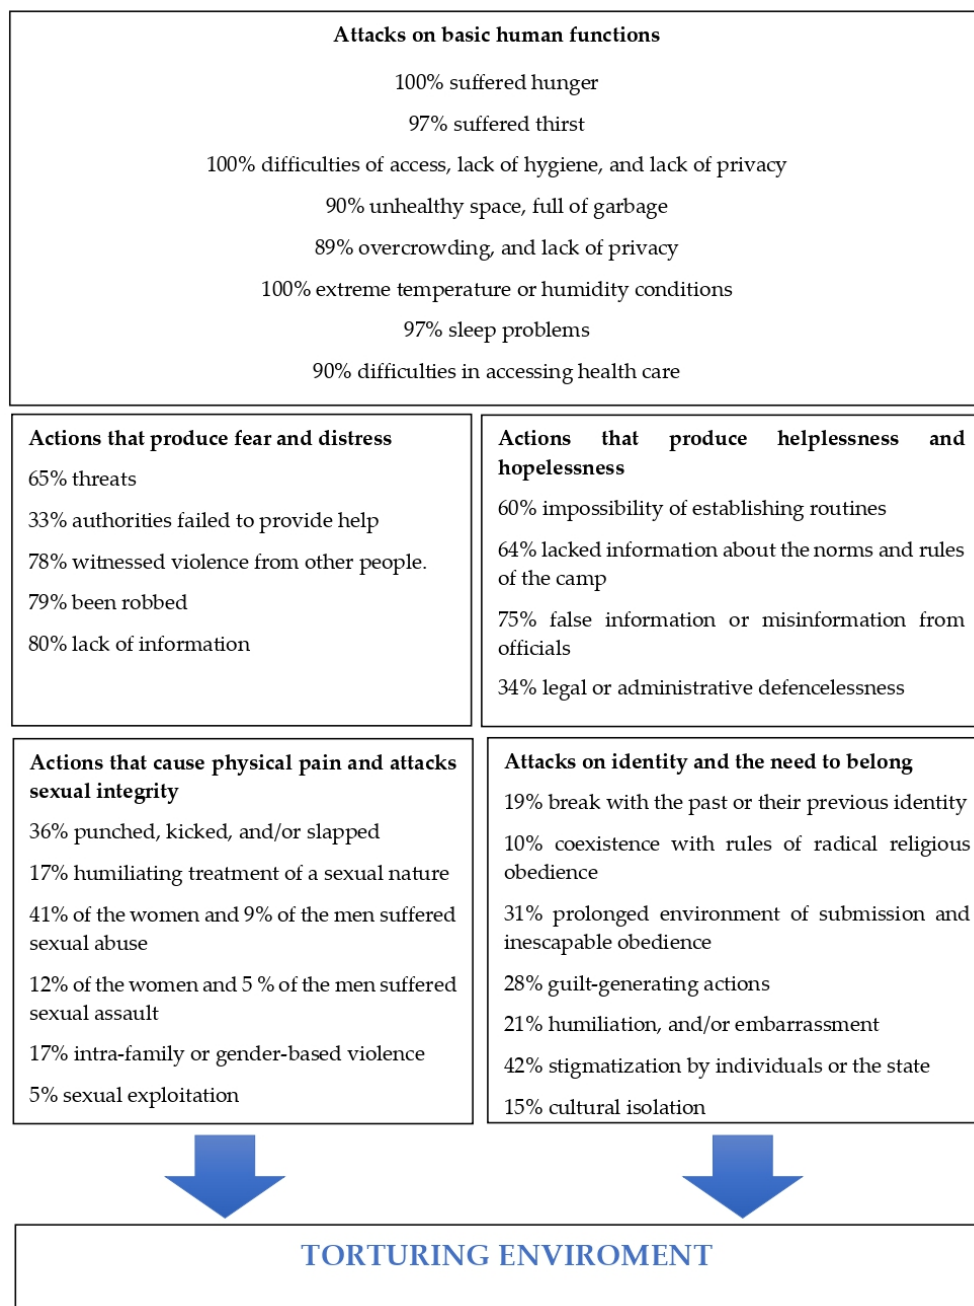 Attacks on basic human functions
100% suffered hunger
97% suffered thirst
100% difficulties of access, lack of hygiene, and lack of privacy
90% unhealthy space, full of garbage
89% overcrowding, and lack of privacy
100% extreme temperature or humidity conditions
97% sleep problems
90% difficulties in accessing health care
Actions that produce fear and distress
65% threats
33% authorities failed to provide help
78% witnessed violence from other people.
79% been robbed
80% lack of information
Actions that produce helplessness and
hopelessness
60% impossibility of establishing routines
64% lacked information about the norms and rules
of the camp
75% false information or misinformation from
officials
34% legal or administrative defencelessness
Actions that cause physical pain and attacks
sexual integrity
36% punched, kicked, and/or slapped
17% humiliating treatment of a sexual nature
41% of the women and 9% of the men suffered
sexual abuse
12% of the women and 5 % of the men suffered
sexual assault
17% intra-family or gender-based violence
5% sexual exploitation
Attacks on identity and the need to belong
19% break with the past or their previous identity
10% coexistence with rules of radical religious
obedience
31% prolonged environment of submission and
inescapable obedience
28% guilt-generating actions
21% humiliation, and/or embarrassment
42% stigmatization by individuals or the state
15% cultural isolation
TORTURING ENVIROMENT